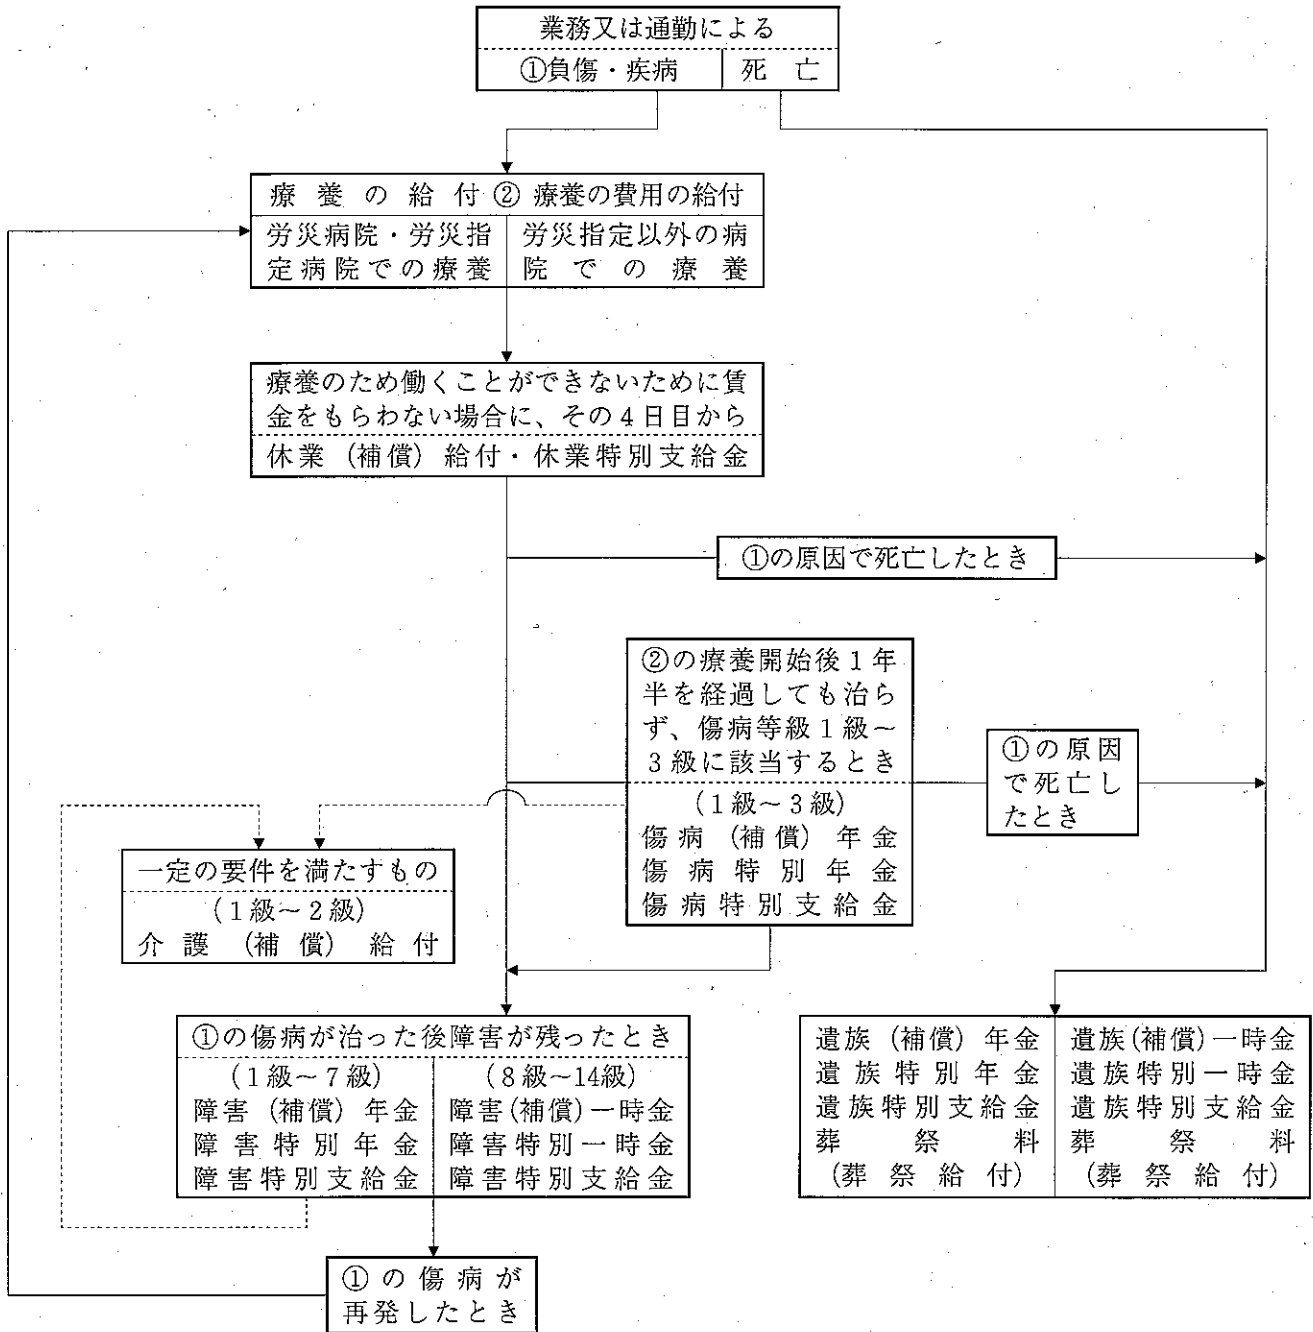 業務又は通勤による
①負傷・疾病 死亡
療養の給付 ② 療養の費用の給付
労災病院・労災指
定病院での療養
労災指定以外の病
院での療養
療養のため働くことができないために賃
金をもらわない場合に、その4日目から
休業(補償)給付・休業特別支給金
①の原因で死亡したとき
②の療養開始後1年
半を経過しても治ら
ず、傷病等級1級～
3級に該当するとき
(1級～3級)
傷病(補償)年金
傷病特別年金
傷病特別支給金
①の原因
で死亡し
たとき
一定の要件を満たすもの
(1級～2級)
介護(補償)給付
①の傷病が治った後障害が残ったとき
(1級～7級)
障害(補償)年金
障害特別年金
障害特別支給金
(8級～14級)
障害(補償)一時金
障害特別一時金
障害特別支給金
遺族(補償)年金
遺族特別年金
遺族特別支給金
葬祭料
(葬祭給付)
遺族(補償)一時金
遺族特別一時金
遺族特別支給金
葬祭料
(葬祭給付)
①の傷病が
再発したとき